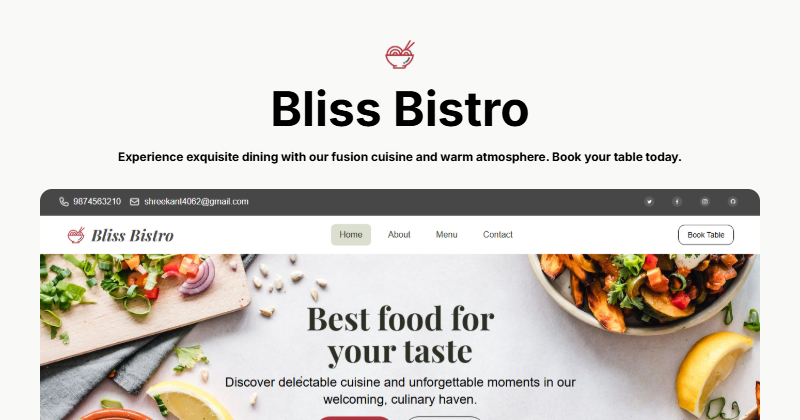 Bliss Bistro
Experience exquisite dining with our fusion cuisine and warm atmosphere. Book your table today.
9874563210 shreekant4062@gmail.com
Bliss Bistro Home About Menu Contact Book Table
Best food for
your taste
Discover delectable cuisine and unforgettable moments in our
welcoming, culinary haven.